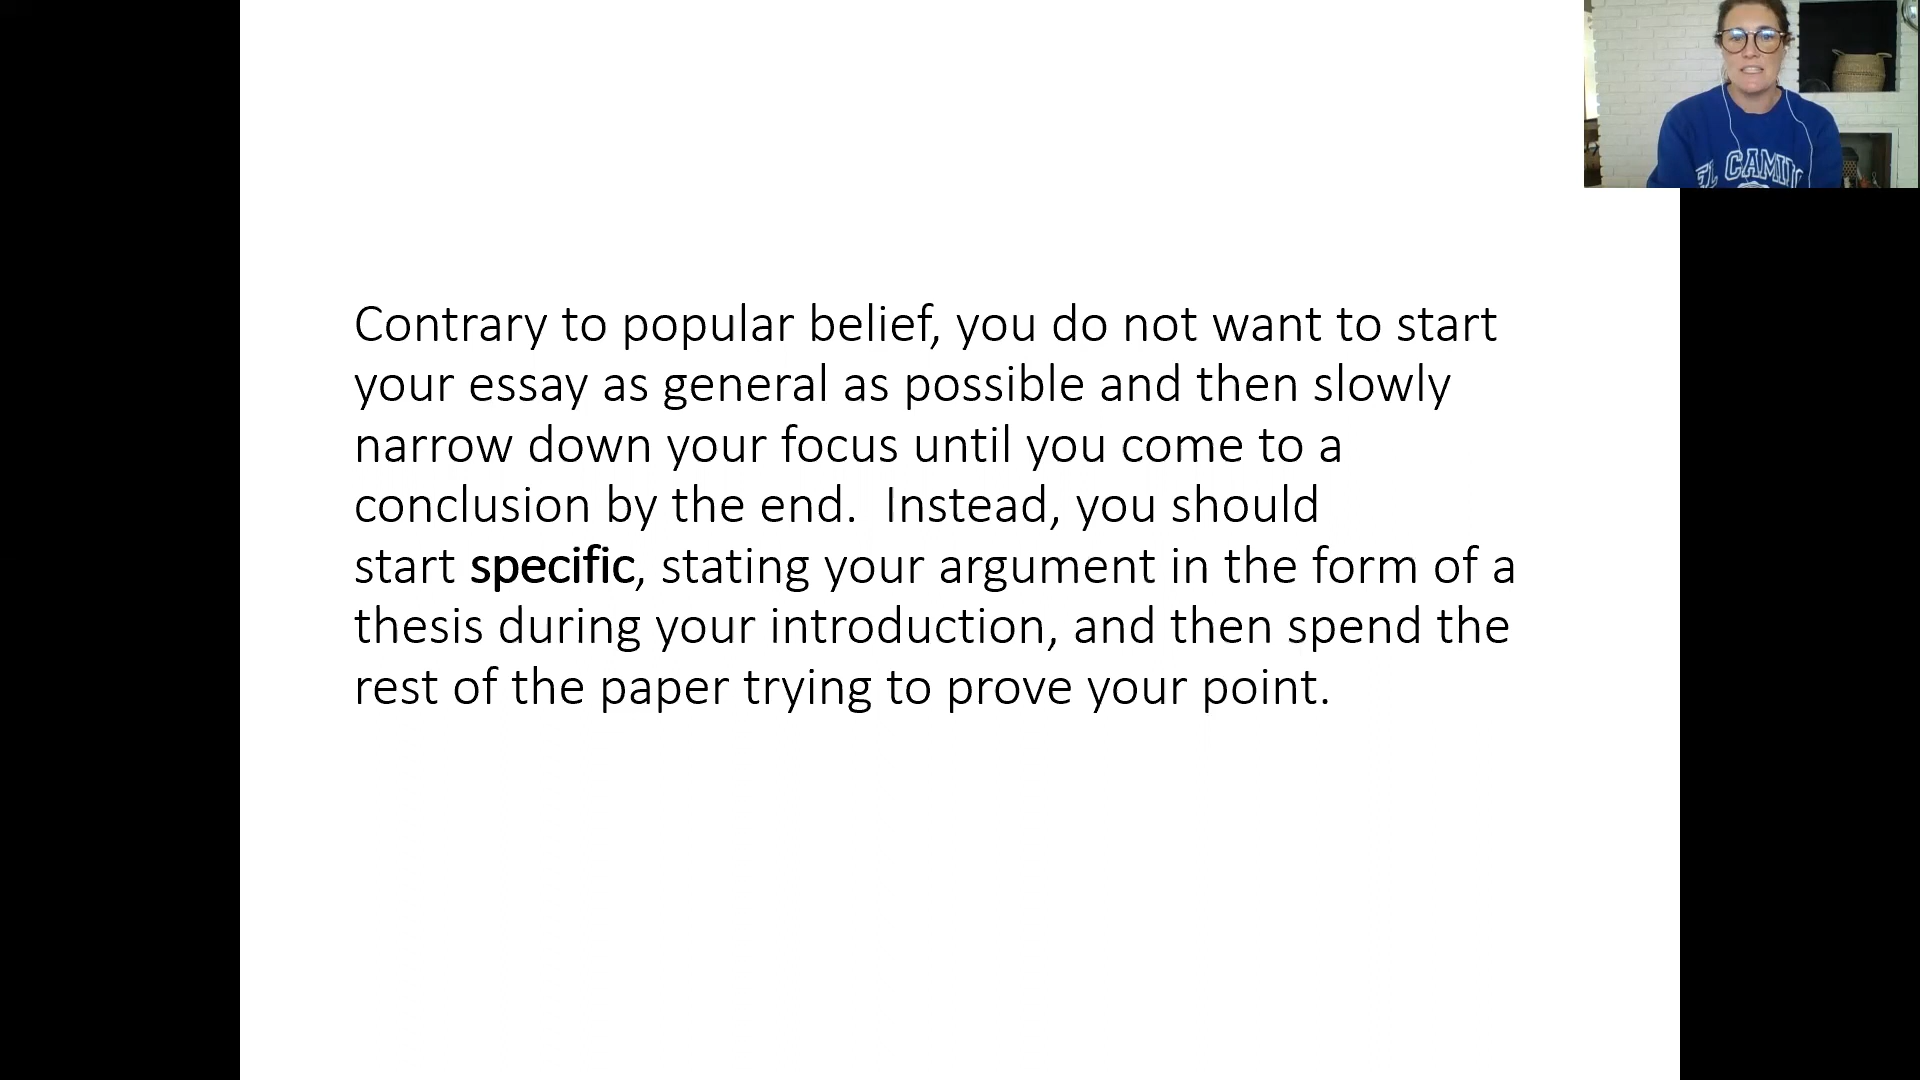 EL CAMI
Contrary to popular belief, you do not want to start
your essay as general as possible and then slowly
narrow down your focus until you come to a
conclusion by the end.  Instead, you should
start specific, stating your argument in the form of a
thesis during your introduction, and then spend the
rest of the paper trying to prove your point.